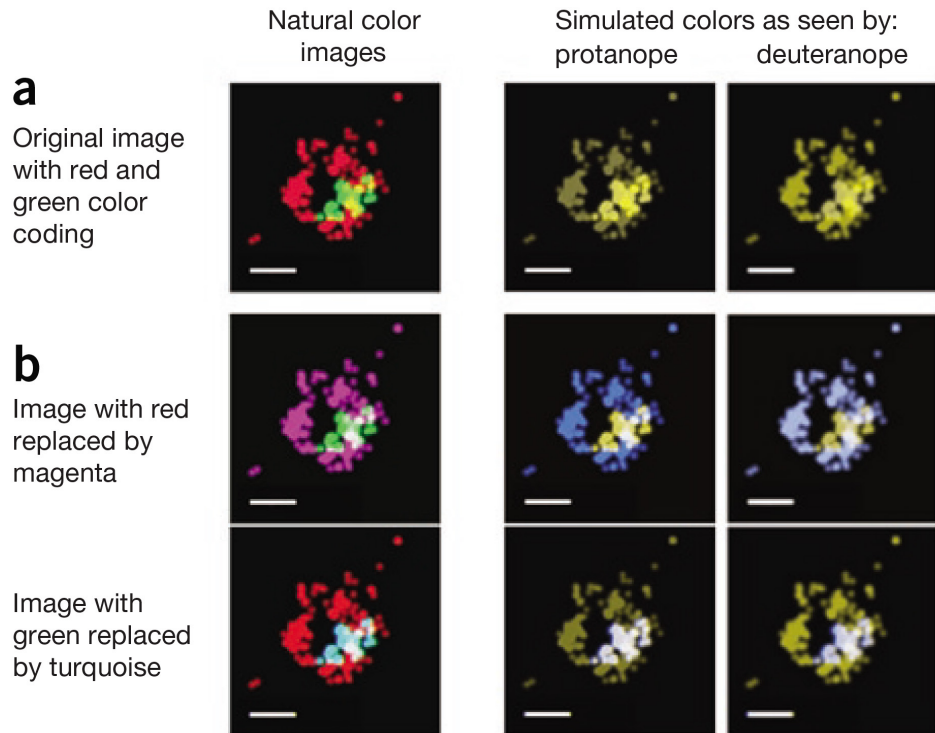 Natural color
images
Simulated colors as seen by:
protanope
deuteranope
a
Original image
with red and
green color
coding
b
Image with red
replaced by
magenta
Image with
green replaced
by turquoise